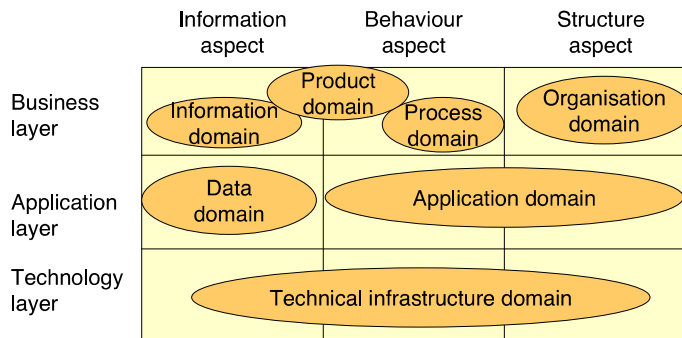 Information
aspect
Behaviour
aspect
Structure
aspect
Business
layer
Information
domain
Product
domain
Process
domain
Organisation
domain
Application
layer
Data
domain
Application domain
Technology
layer
Technical infrastructure domain